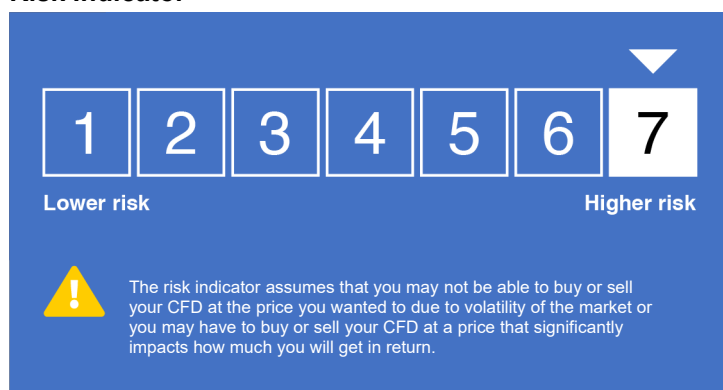 1 2 3 4 5 6 7
Lower risk Higher risk
The risk indicator assumes that you may not be able to buy or sell
your CFD at the price you wanted to due to volatility of the market or
you may have to buy or sell your CFD at a price that significantly
impacts how much you will get in return.